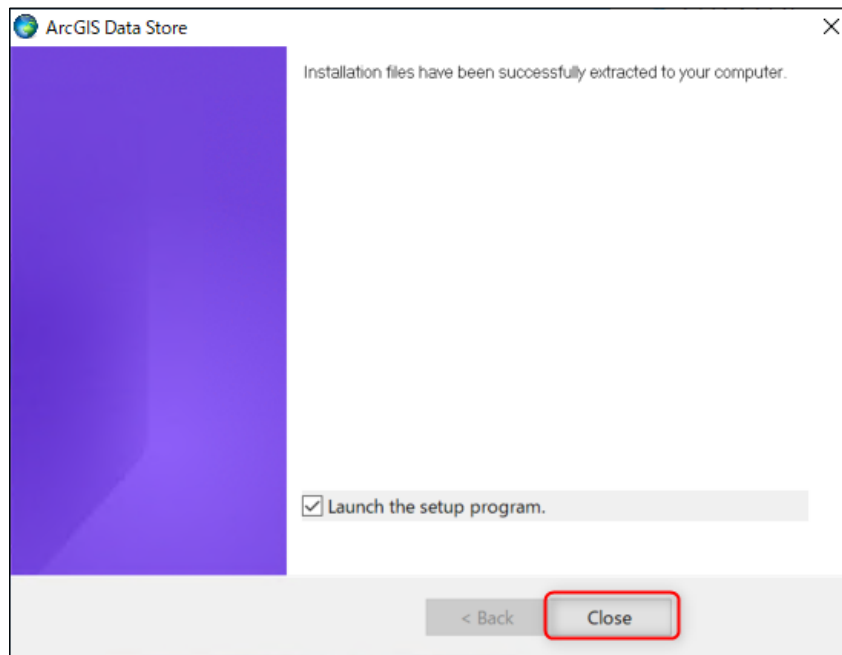 ArcGIS Data Store
Installation files have been successfully extracted to your computer.
Launch the setup program.
< Back
Close